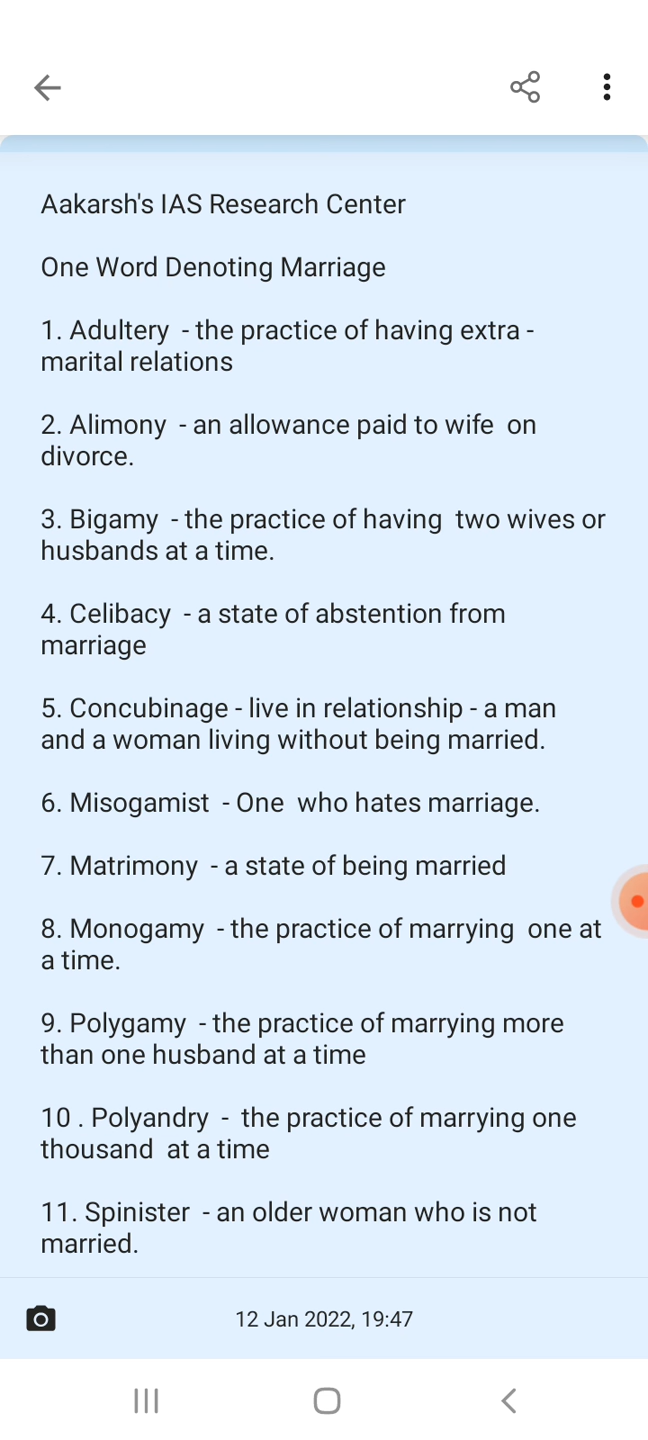 Aakarsh's IAS Research Center
One Word Denoting Marriage
1. Adultery - the practice of having extra -
marital relations
2. Alimony - an allowance paid to wife on
divorce.
3. Bigamy - the practice of having two wives or
husbands at a time.
4. Celibacy - a state of abstention from
marriage
5. Concubinage - live in relationship - a man
and a woman living without being married.
6. Misogamist - One who hates marriage.
7. Matrimony - a state of being married
8. Monogamy - the practice of marrying one at
a time.
9. Polygamy - the practice of marrying more
than one husband at a time
10 . Polyandry - the practice of marrying one
thousand at a time
11. Spinister - an older woman who is not
married.
12 Jan 2022, 19:47